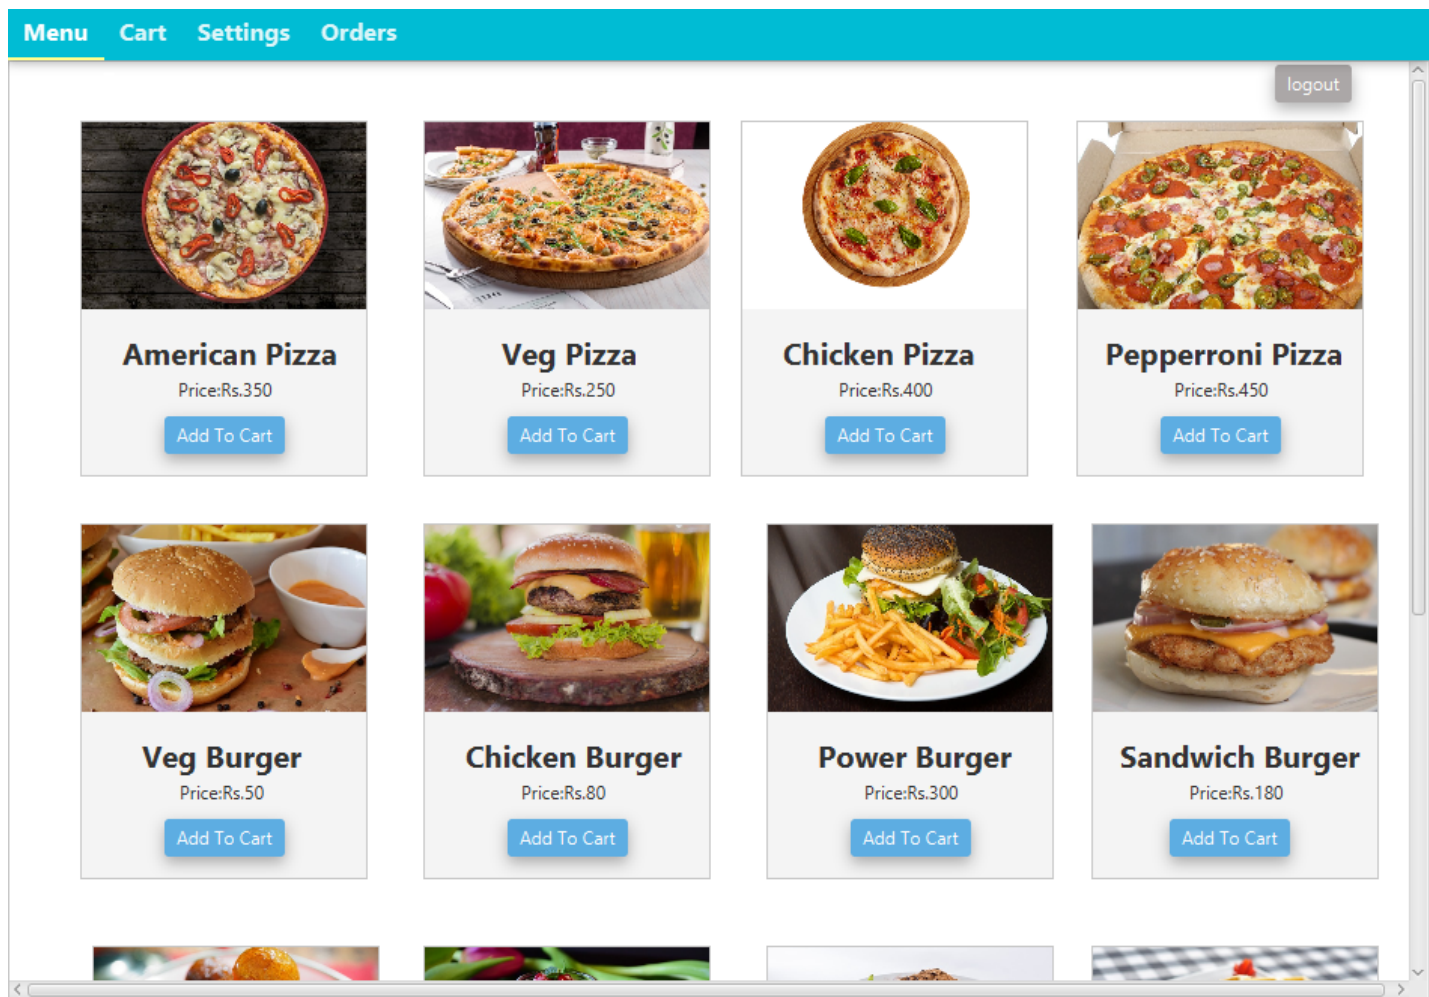 Menu Cart Settings Orders
logout
American Pizza Veg Pizza Chicken Pizza Pepperroni Pizza
Price:Rs.350 Price:Rs.250 Price:Rs.400 Price:Rs.450
Add To Cart Add To Cart Add To Cart Add To Cart
Veg Burger Chicken Burger Power Burger Sandwich Burger
Price:Rs.50 Price:Rs.80 Price:Rs.300 Price:Rs.180
Add To Cart Add To Cart Add To Cart Add To Cart